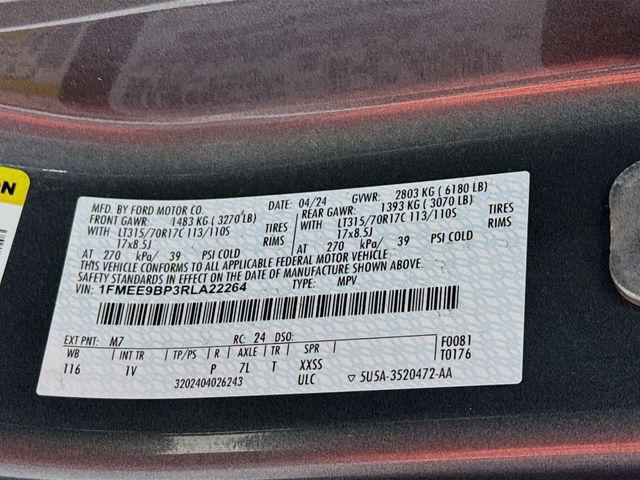 ON
MFD. BY FORD MOTOR CO. DATE: 04/24 GVWR: 2803 KG ( 6180 LB)
FRONT GAWR: 1483 KG ( 3270 LB) REAR GAWR: 1393 KG ( 3070 LB)
WITH LT315/70R17C 113/110S TIRES WITH LT315/70R17C 113/110S TIRES
17x8.5J RIMS 17x8.5J RIMS
AT 270 kPa/ 39 PSI COLD AT 270 kPa/ 39 PSI COLD
THIS VEHICLE CONFORMS TO ALL APPLICABLE FEDERAL MOTOR VEHICLE
SAFETY STANDARDS IN EFFECT ON THE DATE OF MANUFACTURE SHOWN ABOVE.
VIN: 1FMEE9BP3RLA22264 TYPE: MPV
EXT PNT: M7 RC: 24 DSO: F0081
WB INT TR TP/PS R AXLE TR SPR T0176
116 1V P 7L T XXSS
3202404026243 ULC ▽ 5U5A-3520472-AA